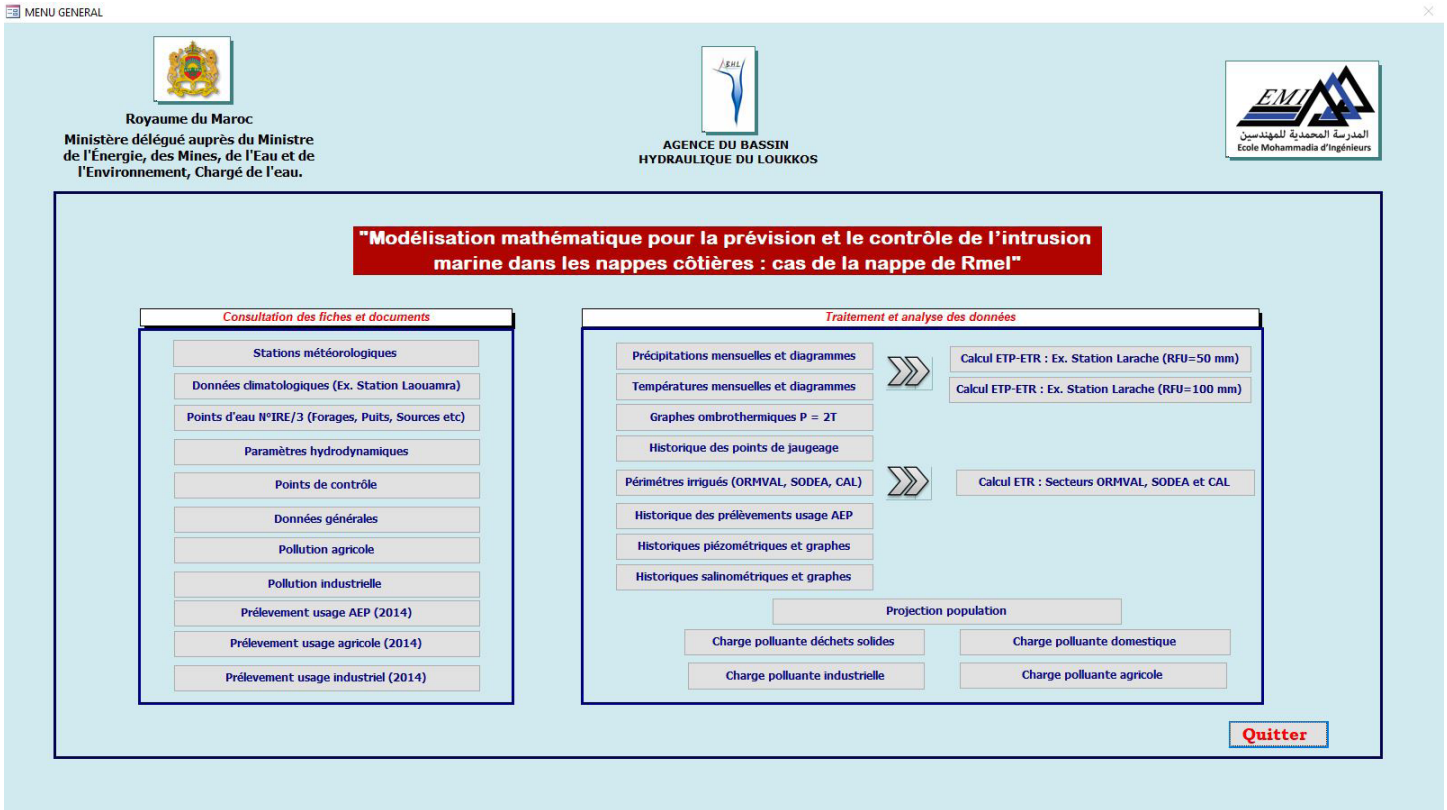 MENU GENERAL
Royaume du Maroc
Ministère délégué auprès du Ministre
de l'Énergie, des Mines, de l'Eau et de
l'Environnement, Chargé de l'eau.
ABHL
AGENCE DU BASSIN
HYDRAULIQUE DU LOUKKOS
EMI
المدرسة المحمدية للمهندسين
Ecole Mohammadia d'Ingénieurs
"Modélisation mathématique pour la prévision et le contrôle de l'intrusion
marine dans les nappes côtières : cas de la nappe de Rmel"
Consultation des fiches et documents
Stations météorologiques
Données climatologiques (Ex. Station Laouamra)
Points d'eau N°IRE/3 (Forages, Puits, Sources etc)
Paramètres hydrodynamiques
Points de contrôle
Données générales
Pollution agricole
Pollution industrielle
Prélevement usage AEP (2014)
Prélevement usage agricole (2014)
Prélevement usage industriel (2014)
Traitement et analyse des données
Précipitations mensuelles et diagrammes
Calcul ETP-ETR : Ex. Station Larache (RFU=50 mm)
Températures mensuelles et diagrammes
Calcul ETP-ETR : Ex. Station Larache (RFU=100 mm)
Graphes ombrothermiques P = 2T
Historique des points de jaugeage
Périmétres irrigués (ORMVAL, SODEA, CAL)
Calcul ETR : Secteurs ORMVAL, SODEA et CAL
Historique des prélèvements usage AEP
Historiques piézométriques et graphes
Historiques salinométriques et graphes
Projection population
Charge polluante déchets solides
Charge polluante domestique
Charge polluante industrielle
Charge polluante agricole
Quitter